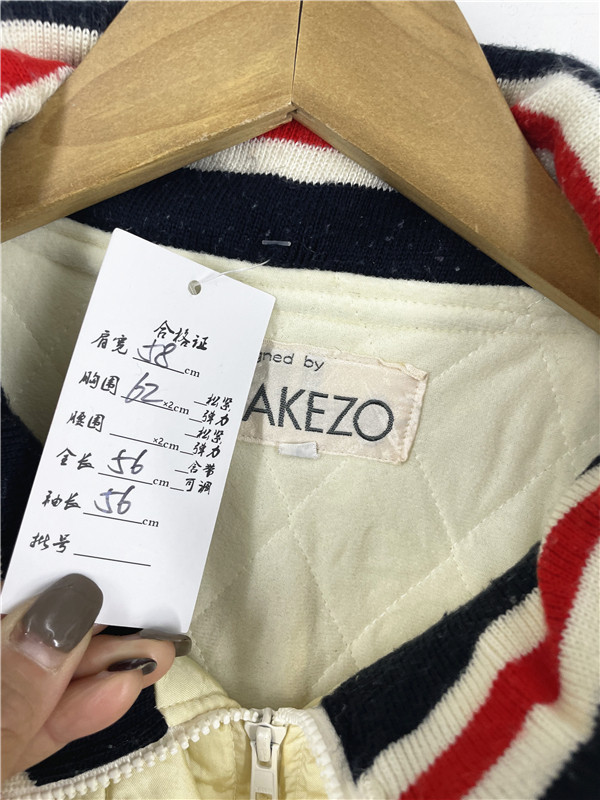 合格证
肩宽 58 cm
胸围 62 ×2cm 松紧 弹力
腰围 ×2cm 松紧 弹力
全长 56 cm 含带 可调
袖长 56 cm
批号
gned by
AKEZO